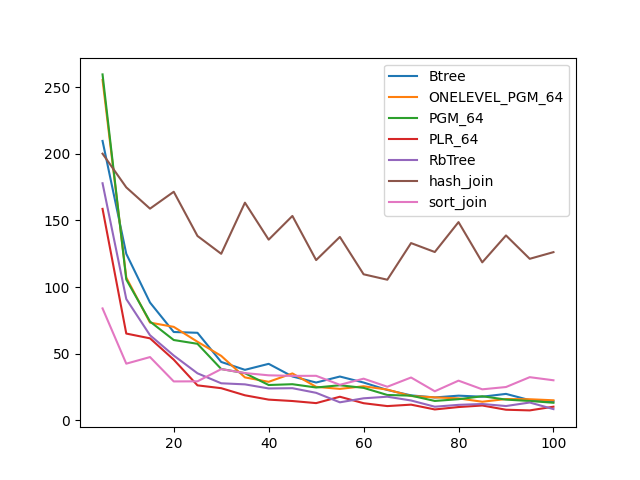 250
200
150
100
50
0
20 40 60 80 100
Btree
ONELEVEL_PGM_64
PGM_64
PLR_64
RbTree
hash_join
sort_join